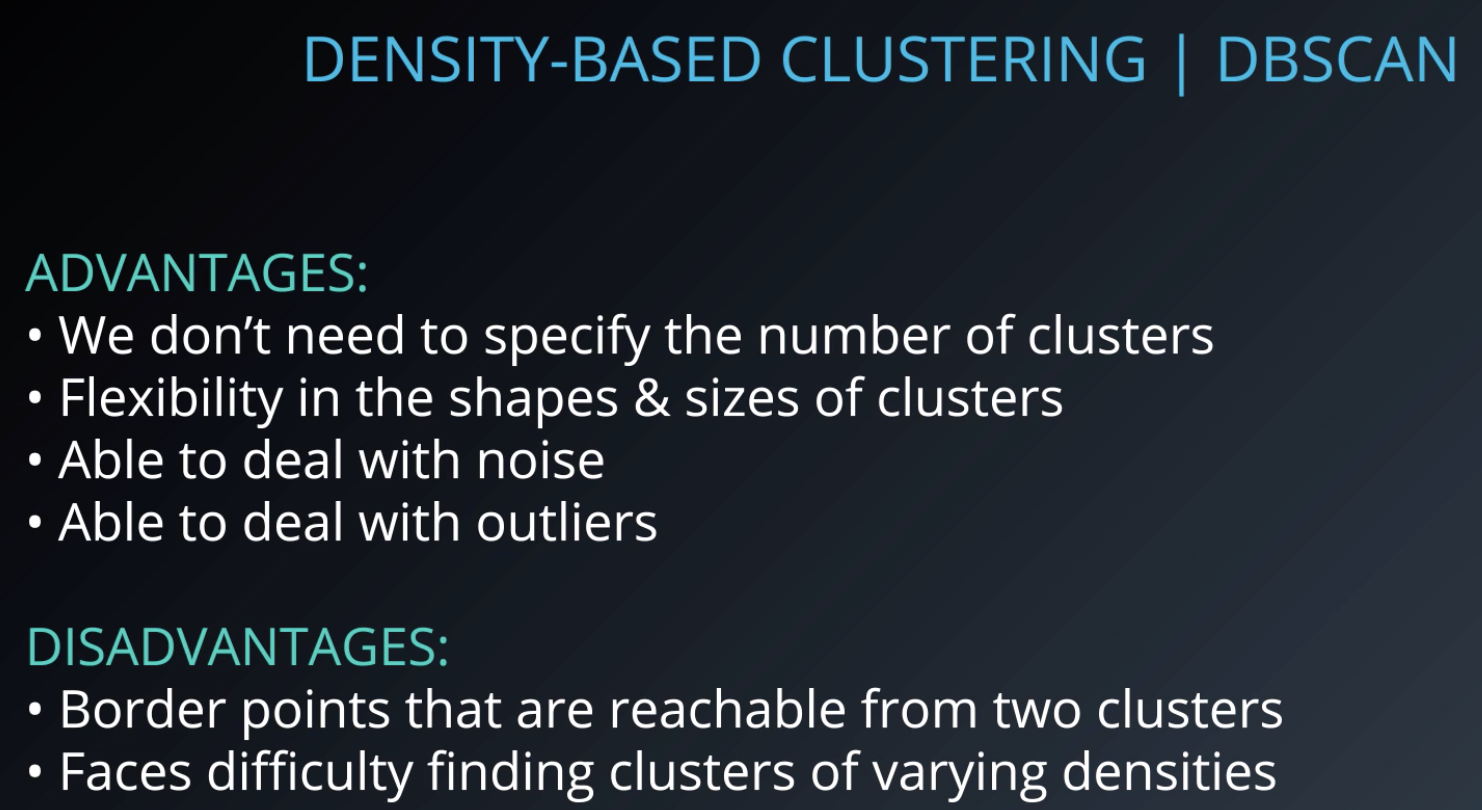 DENSITY-BASED CLUSTERING | DBSCAN
ADVANTAGES:
• We don’t need to specify the number of clusters
• Flexibility in the shapes & sizes of clusters
• Able to deal with noise
• Able to deal with outliers
DISADVANTAGES:
• Border points that are reachable from two clusters
• Faces difficulty finding clusters of varying densities